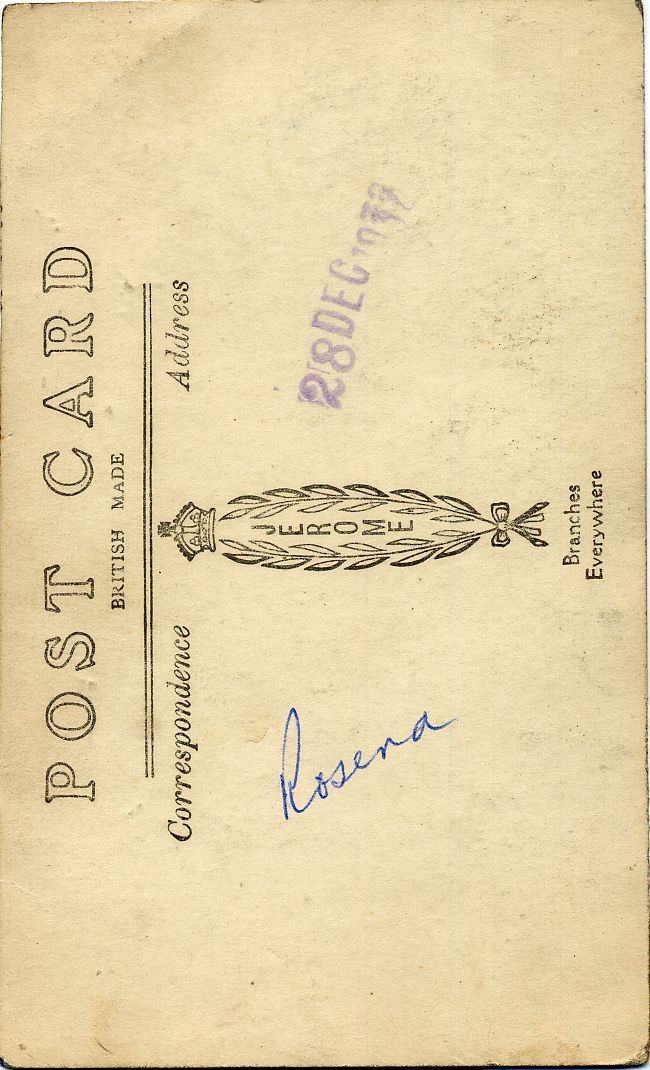 POST CARD
BRITISH MADE
Correspondence
Address
JEROME
Rosena
28 DEC
Branches
Everywhere